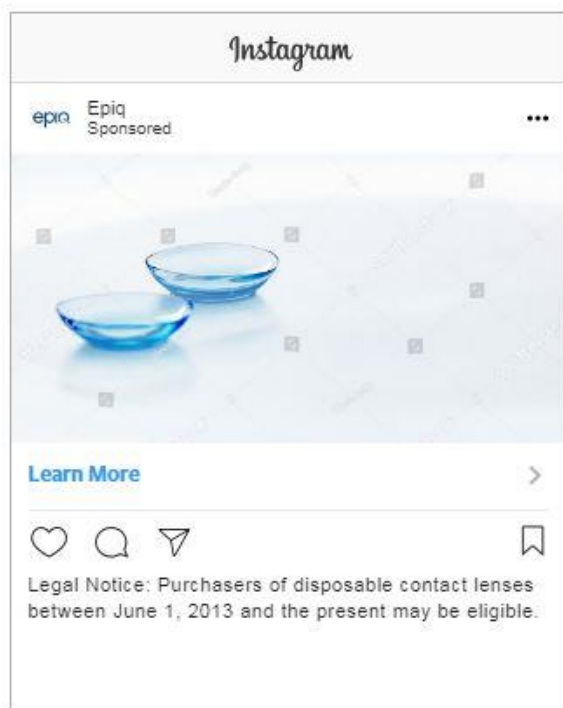 Instagram
epiq
Epiq
Sponsored
Learn More
Legal Notice: Purchasers of disposable contact lenses
between June 1, 2013 and the present may be eligible.